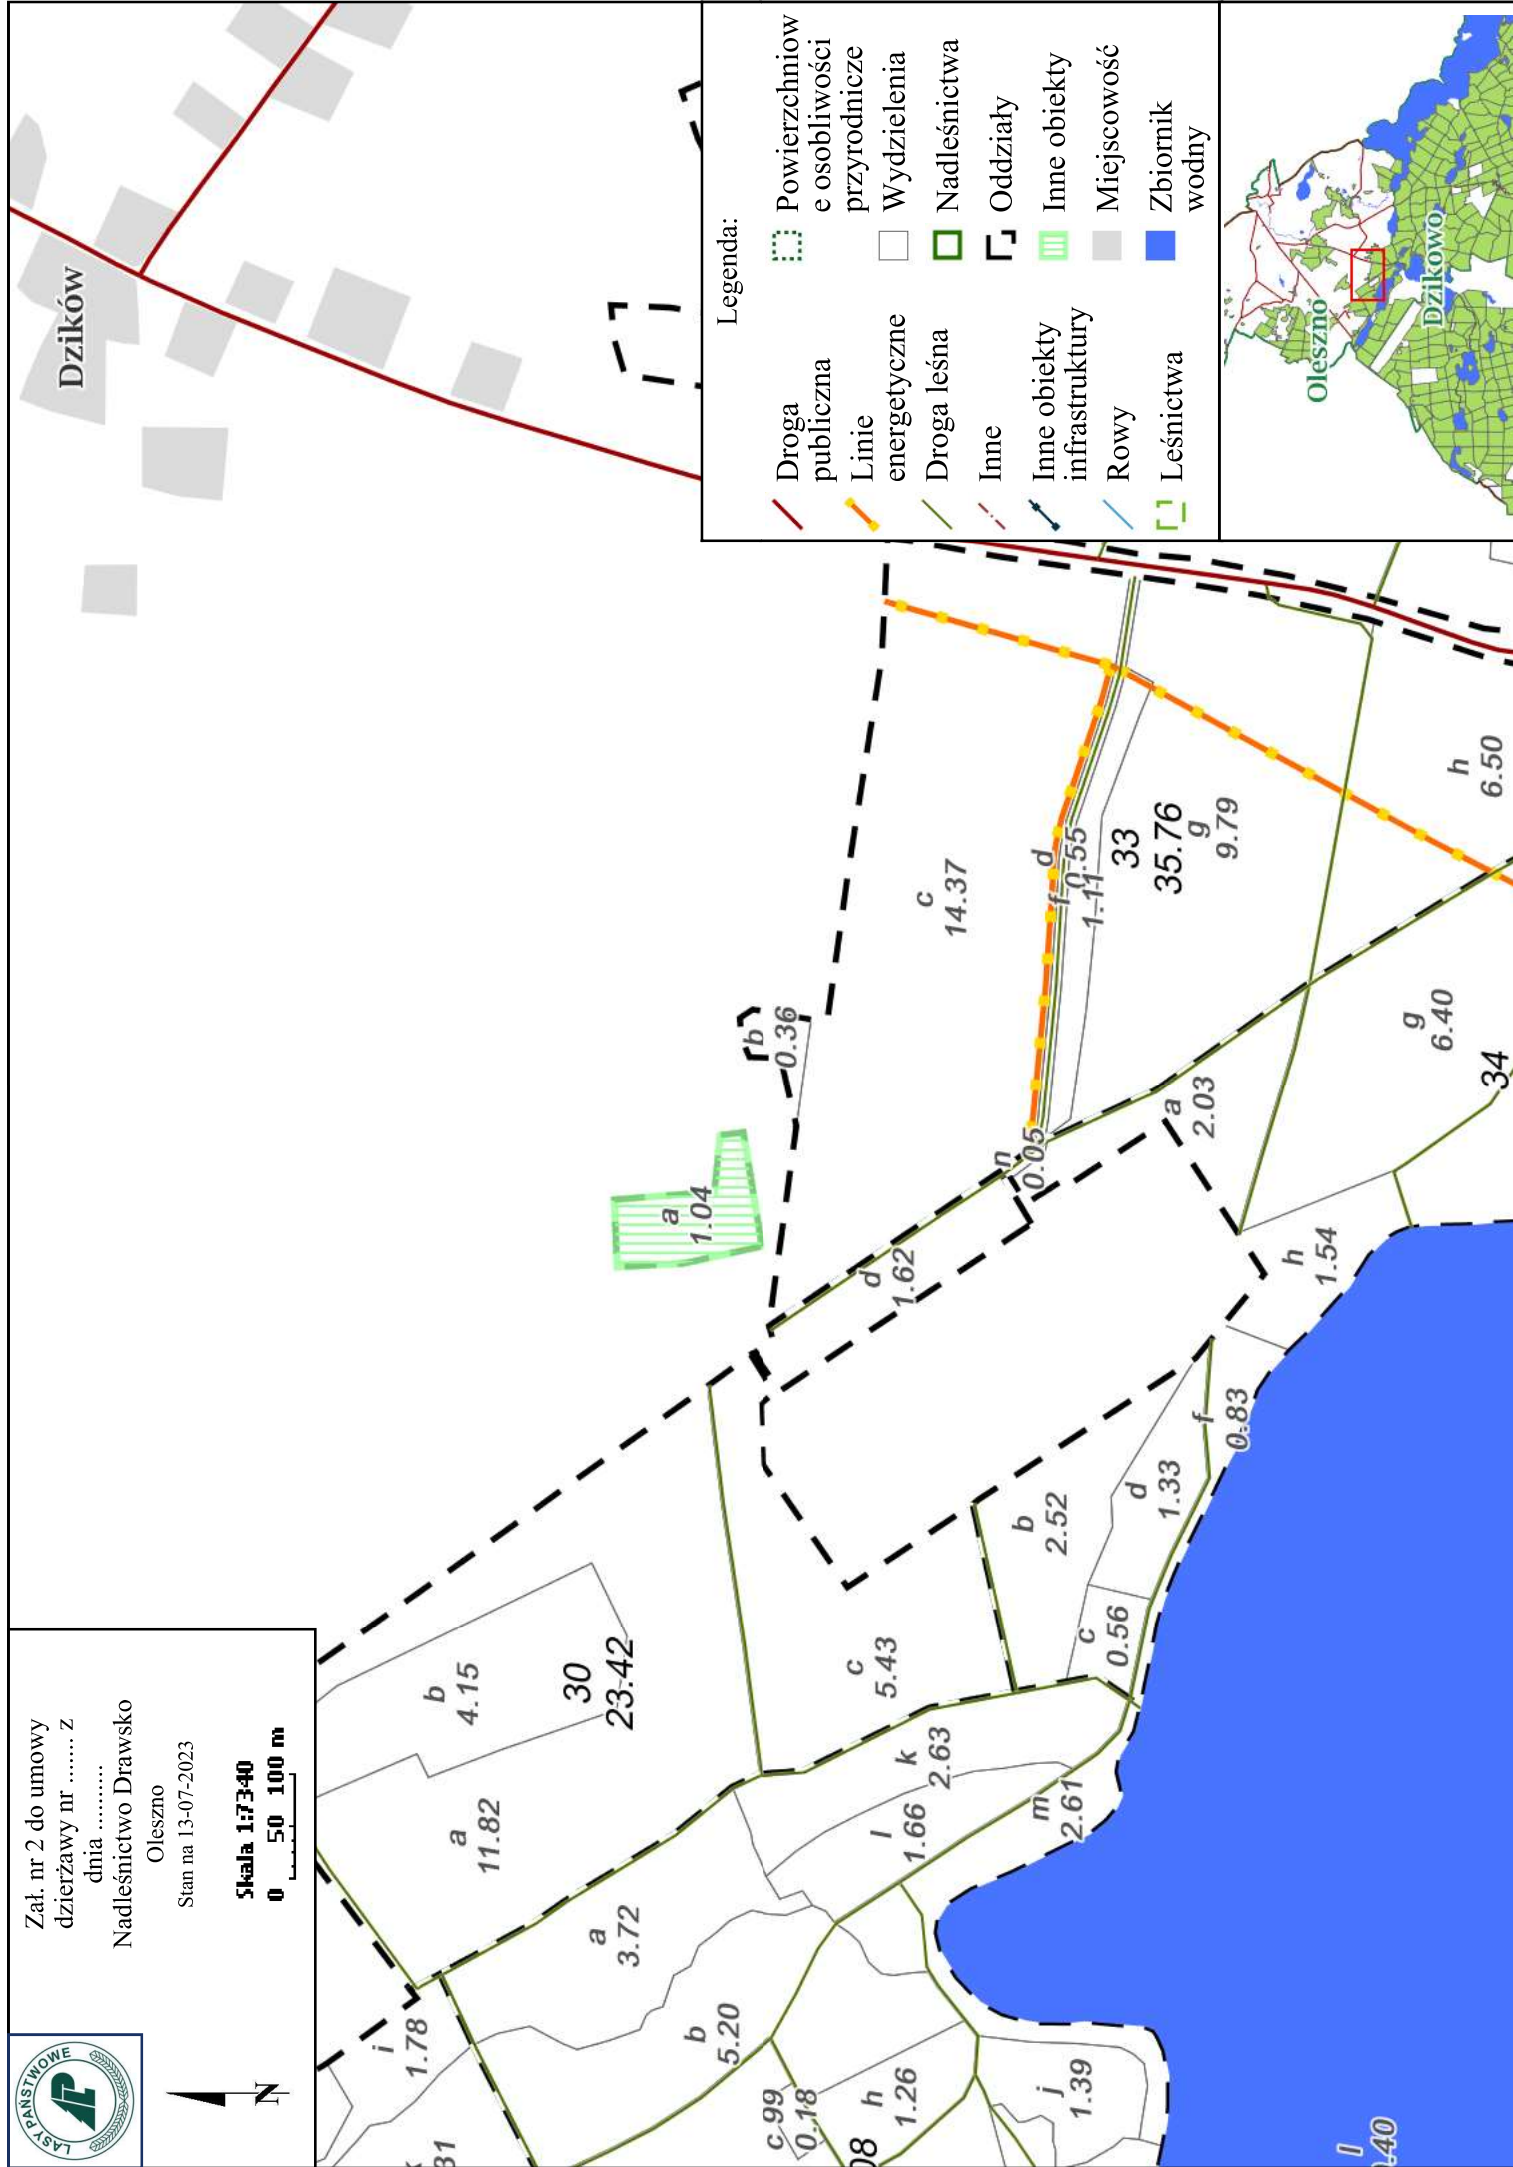 LASY PAŃSTWOWE
Zał. nr 2 do umowy
dzierżawy nr ....... z
dnia ...........
Nadleśnictwo Drawsko
Oleszno
Stan na 13-07-2023
Skala 1:7340
0 50 100 m
N
Dzików
Legenda:
Droga
publiczna
Linie
energetyczne
Droga leśna
Inne
Inne obiekty
infrastruktury
Rowy
Leśnictwa
Powierzchniow
e osobliwości
przyrodnicze
Wydzielenia
Nadleśnictwa
Oddziały
Inne obiekty
Miejscowość
Zbiornik
wodny
Oleszno
Dzikowo
i
1.78
31
a
11.82
b
4.15
30
23.42
a
3.72
b
5.20
c 99
0.18
h
1.26
08
j
1.39
l
.40
l
1.66
k
2.63
m
2.61
c
5.43
b
2.52
c
0.56
d
1.33
f
0.83
h
1.54
a
1.04
d
1.62
n
0.05
b
0.36
c
14.37
d
0.55
f
1.11
33
35.76
g
9.79
a
2.03
g
6.40
34
h
6.50